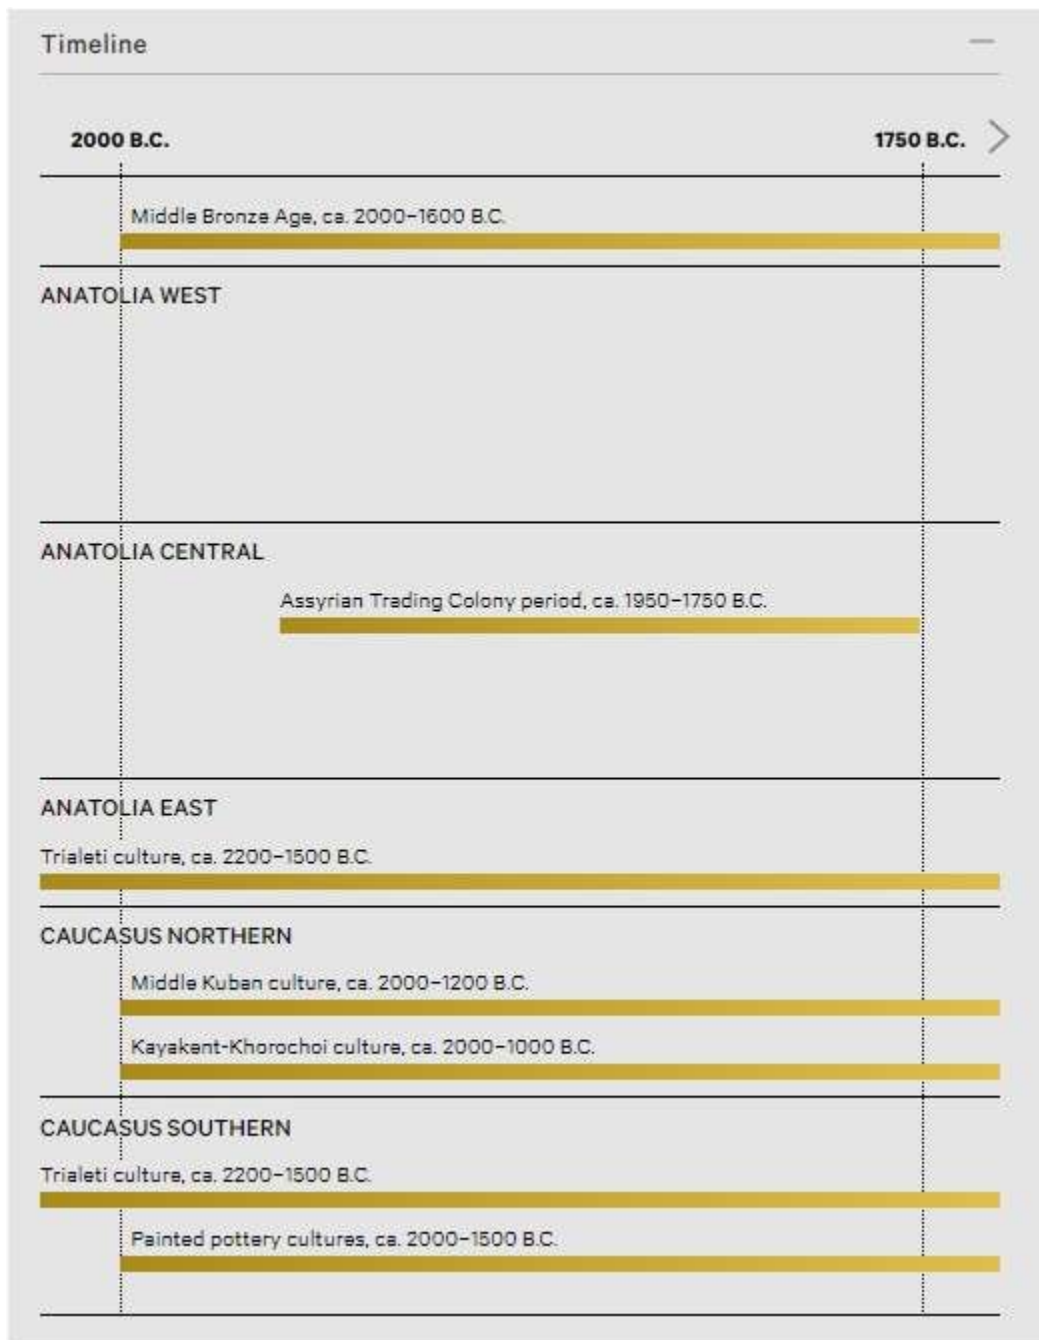 Timeline
2000 B.C. 1750 B.C.
Middle Bronze Age, ca. 2000–1600 B.C.
ANATOLIA WEST
ANATOLIA CENTRAL
Assyrian Trading Colony period, ca. 1950–1750 B.C.
ANATOLIA EAST
Trialeti culture, ca. 2200–1500 B.C.
CAUCASUS NORTHERN
Middle Kuban culture, ca. 2000–1200 B.C.
Kayakent-Khorochoi culture, ca. 2000–1000 B.C.
CAUCASUS SOUTHERN
Trialeti culture, ca. 2200–1500 B.C.
Painted pottery cultures, ca. 2000–1500 B.C.